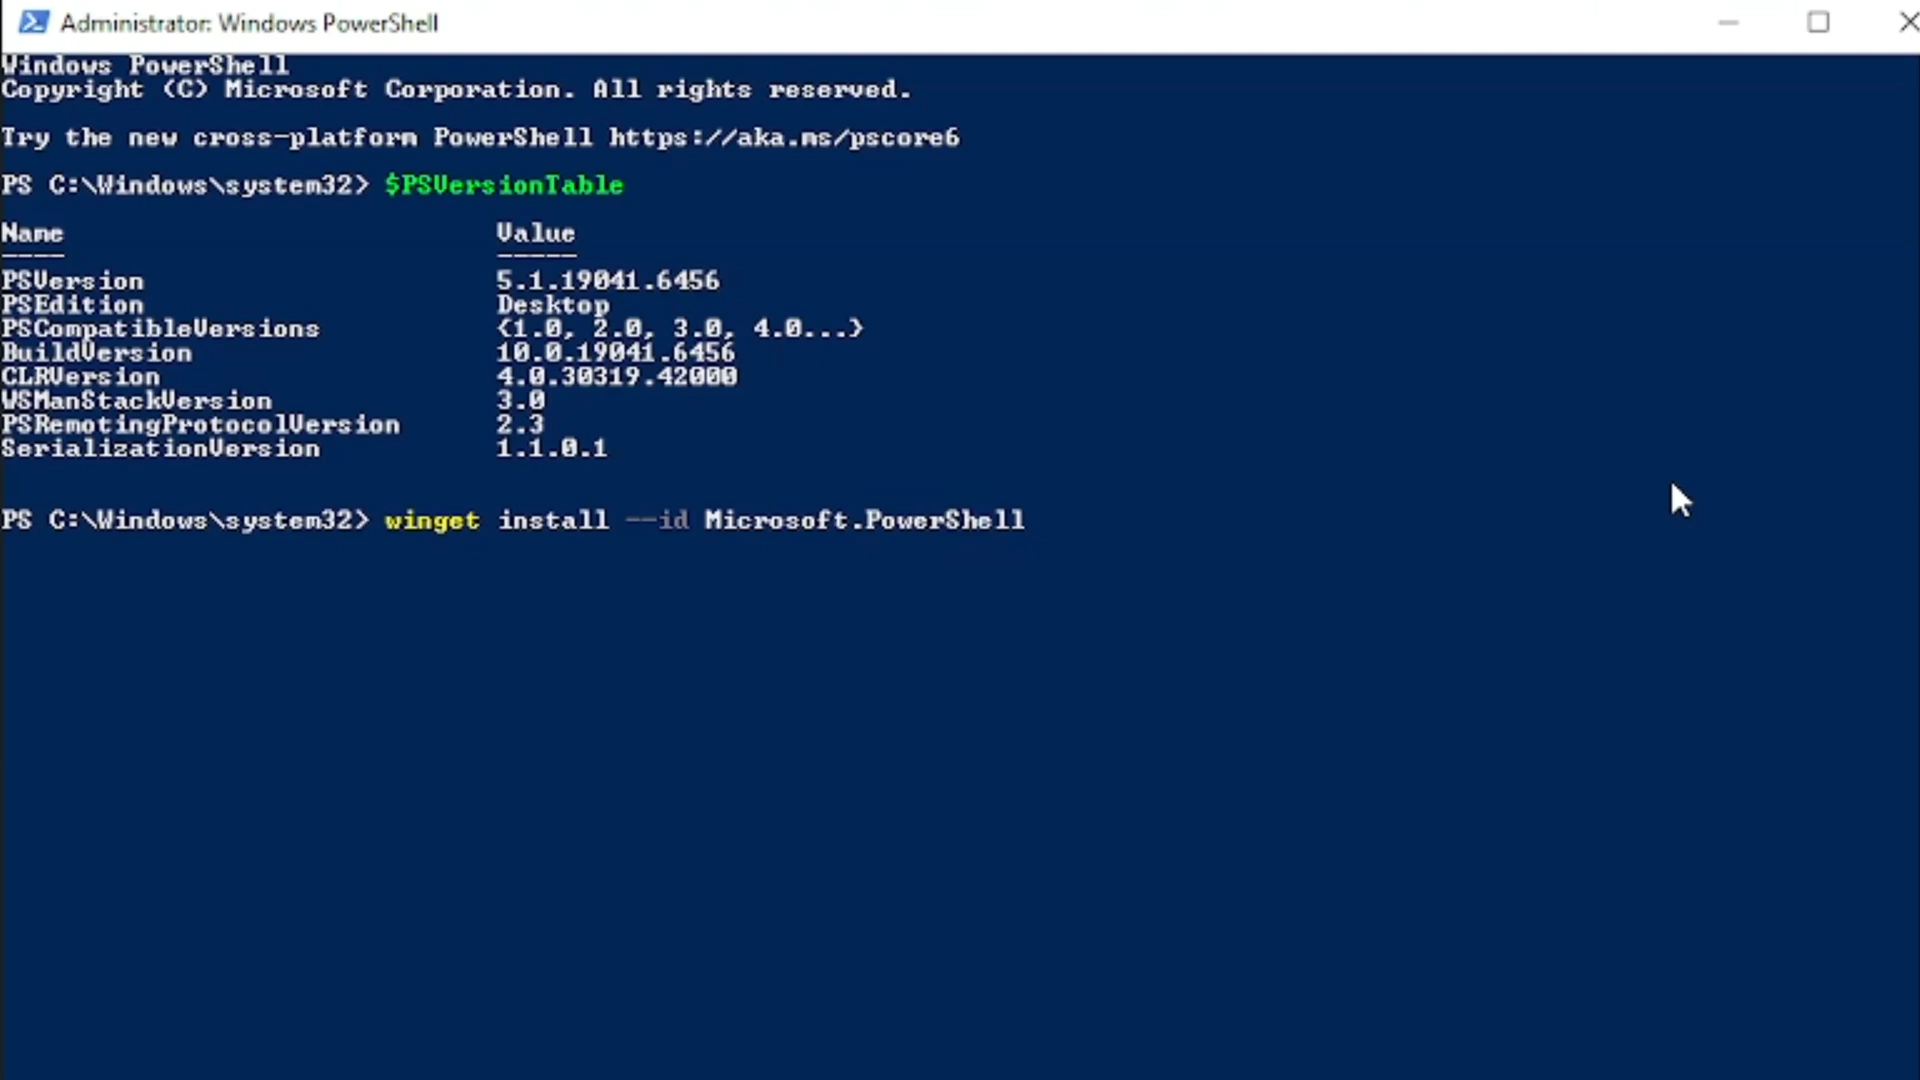 Administrator: Windows PowerShell
Windows PowerShell
Copyright (C) Microsoft Corporation. All rights reserved.
Try the new cross-platform PowerShell https://aka.ms/pscore6
PS C:\Windows\system32> $PSVersionTable
Name                           Value
----                           -----
PSVersion                      5.1.19041.6456
PSEdition                      Desktop
PSCompatibleVersions           {1.0, 2.0, 3.0, 4.0...}
BuildVersion                   10.0.19041.6456
CLRVersion                     4.0.30319.42000
WSManStackVersion              3.0
PSRemotingProtocolVersion      2.3
SerializationVersion           1.1.0.1
PS C:\Windows\system32> winget install --id Microsoft.PowerShell